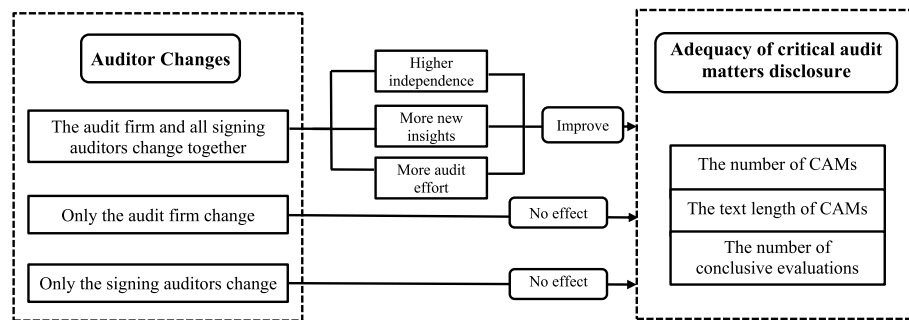 Auditor Changes
The audit firm and all signing
auditors change together
Only the audit firm change
Only the signing auditors change
Higher
independence
More new
insights
More audit
effort
Improve
No effect
No effect
Adequacy of critical audit
matters disclosure
The number of CAMs
The text length of CAMs
The number of
conclusive evaluations